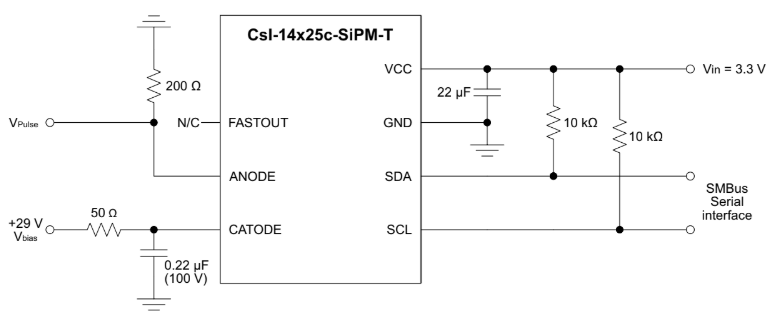 CsI-14x25c-SiPM-T
VCC
Vin = 3.3 V
200 Ω
22 µF
VPulse
N/C
FASTOUT
GND
10 kΩ
10 kΩ
ANODE
SDA
SMBus
Serial
interface
+29 V
Vbias
50 Ω
CATODE
SCL
0.22 µF
(100 V)